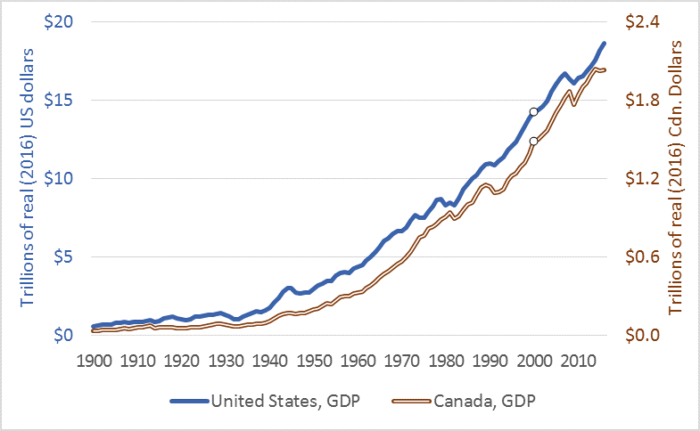 $20
$15
$10
$5
$0
Trillions of real (2016) US dollars
$2.4
$1.8
$1.2
$0.6
$0.0
Trillions of real (2016) Cdn. Dollars
1900 1910 1920 1930 1940 1950 1960 1970 1980 1990 2000 2010
United States, GDP Canada, GDP